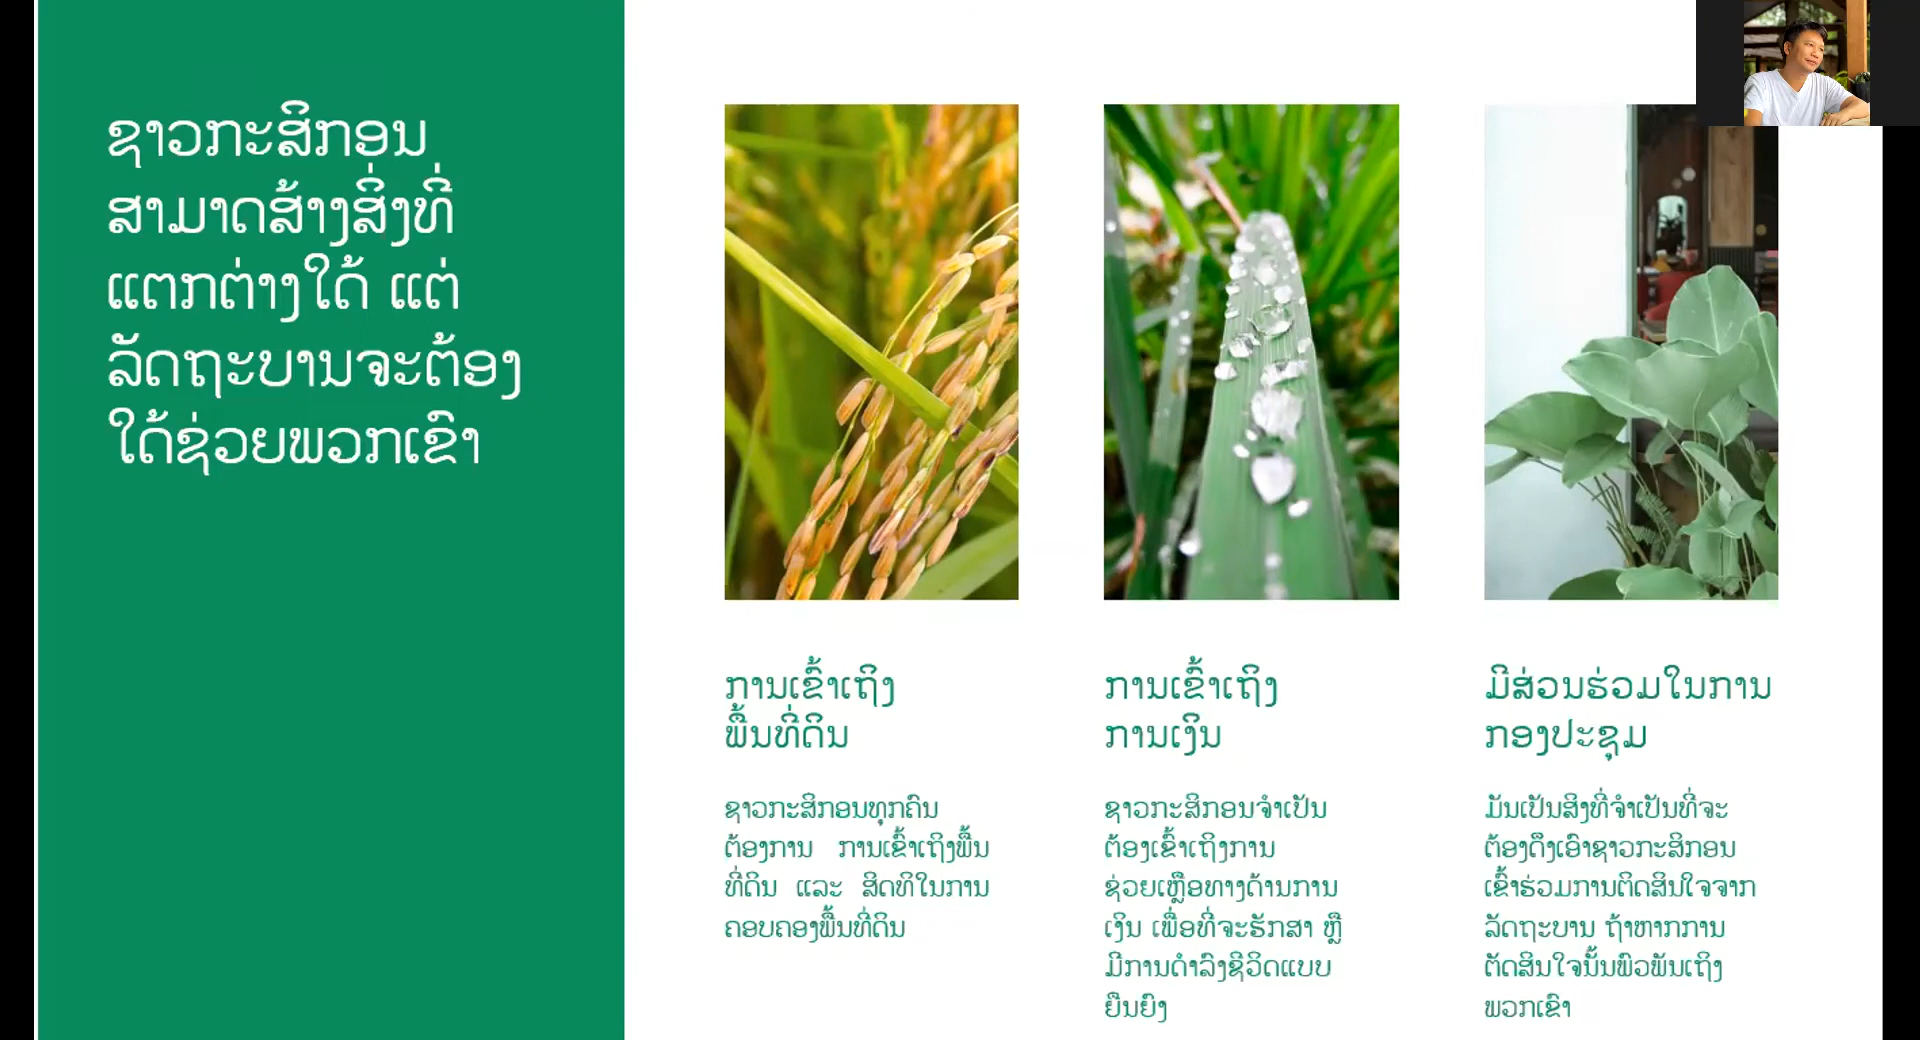 ຊາວກະສິກອນ
ສາມາດສ້າງສິ່ງທີ່
ແຕກຕ່າງໃດ້ ແຕ່
ລັດຖະບານຈະຕ້ອງ
ໃດ້ຊ່ວຍພວກເຂົາ
ການເຂົ້າເຖິງ
ພື້ນທີ່ດິນ
ຊາວກະສິກອນທຸກຄົນ
ຕ້ອງການ ການເຂົ້າເຖິງພື້ນ
ທີ່ດິນ ແລະ ສິດທິໃນການ
ຄອບຄອງພື້ນທີ່ດິນ
ການເຂົ້າເຖິງ
ການເງິນ
ຊາວກະສິກອນຈຳເປັນ
ຕ້ອງເຂົ້າເຖິງການ
ຊ່ວຍເຫຼືອທາງດ້ານການ
ເງິນ ເພື່ອທີ່ຈະຮັກສາ ຫຼື
ມີການດຳລົງຊີວິດແບບ
ຍືນຍົງ
ມີສ່ວນຮ່ວມໃນການ
ກອງປະຊຸມ
ມັນເປັນສິງທີ່ຈຳເປັນທີ່ຈະ
ຕ້ອງດຶງເອົາຊາວກະສິກອນ
ເຂົ້າຮ່ວມການຕິດສິນໃຈຈາກ
ລັດຖະບານ ຖ້າຫາກການ
ຕັດສິນໃຈນັ້ນພົວພັນເຖິງ
ພວກເຂົາ